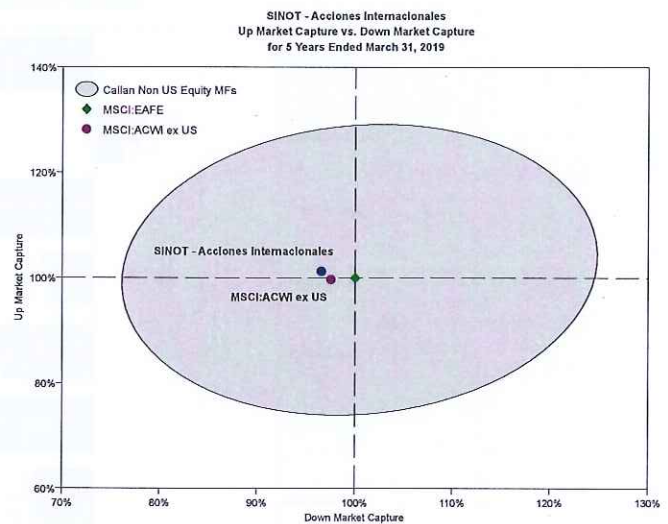 SINOT - Acciones Internacionales
Up Market Capture vs. Down Market Capture
for 5 Years Ended March 31, 2019
140%
Callan Non US Equity MFs
MSCI:EAFE
MSCI:ACWI ex US
120%
SINOT - Acciones Internacionales
100%
MSCI:ACWI ex US
Up Market Capture
80%
60%
70%
80%
90%
100%
110%
120%
130%
Down Market Capture